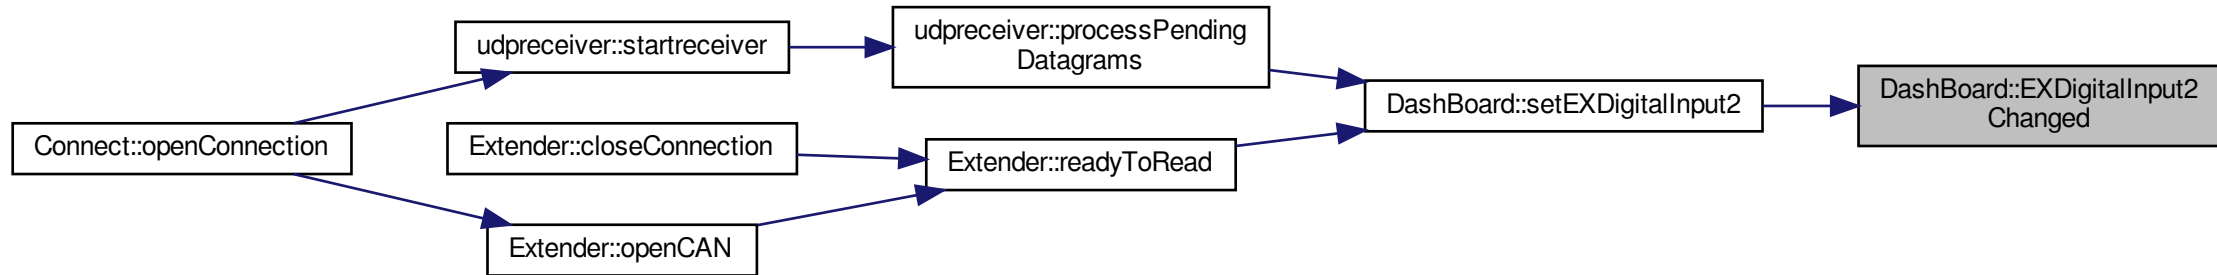 Connect::openConnection
udpreceiver::startreceiver
Extender::closeConnection
Extender::openCAN
udpreceiver::processPending
Datagrams
Extender::readyToRead
DashBoard::setEXDigitalInput2
DashBoard::EXDigitalInput2
Changed